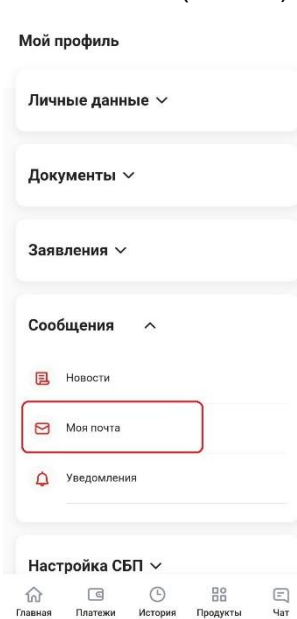 Мой профиль
Личные данные
Документы
Заявления
Сообщения
Новости
Моя почта
Уведомления
Настройка СБП
Главная Платежи История Продукты Чат